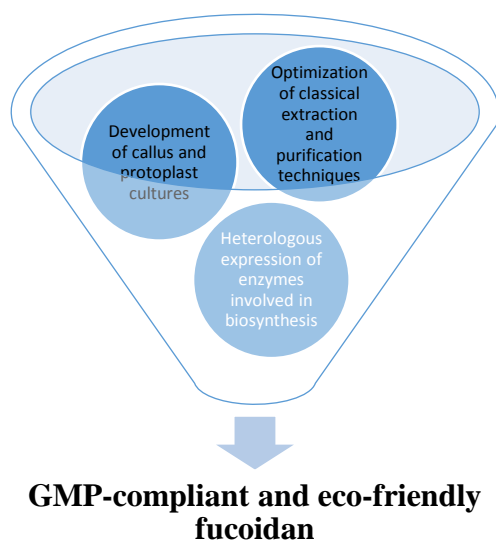 Optimization
of classical
extraction
and
purification
techniques
Development
of callus and
protoplast
cultures
Heterologous
expression of
enzymes
involved in
biosynthesis
GMP-compliant and eco-friendly
fucoidan